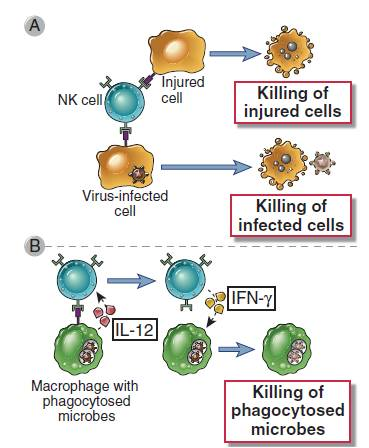 A
Injured
cell
NK cell
Killing of
injured cells
Virus-infected
cell
Killing of
infected cells
B
IFN-γ
IL-12
Macrophage with
phagocytosed
microbes
Killing of
phagocytosed
microbes